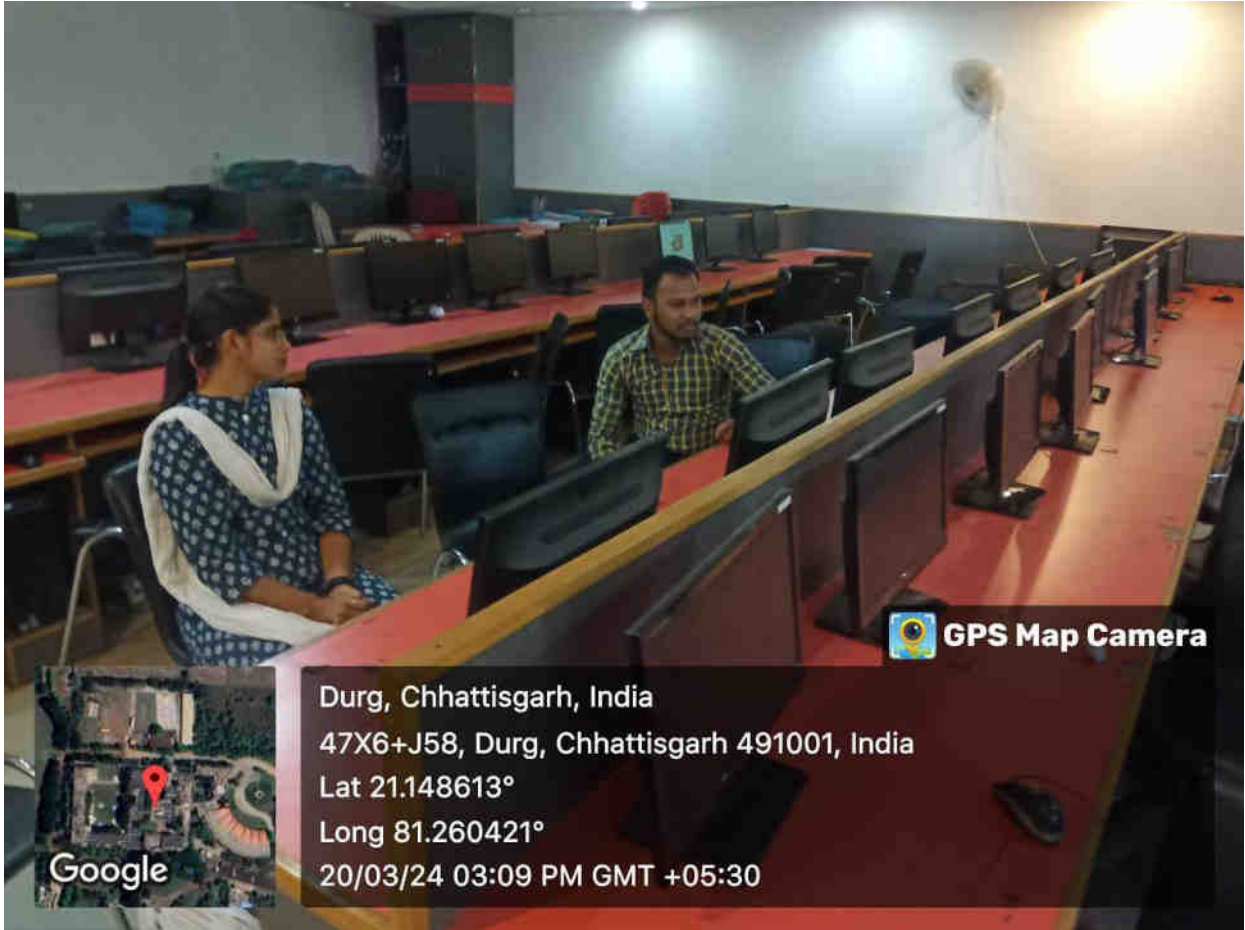 GPS Map Camera
Durg, Chhattisgarh, India
47X6+J58, Durg, Chhattisgarh 491001, India
Lat 21.148613°
Long 81.260421°
20/03/24 03:09 PM GMT +05:30
Google